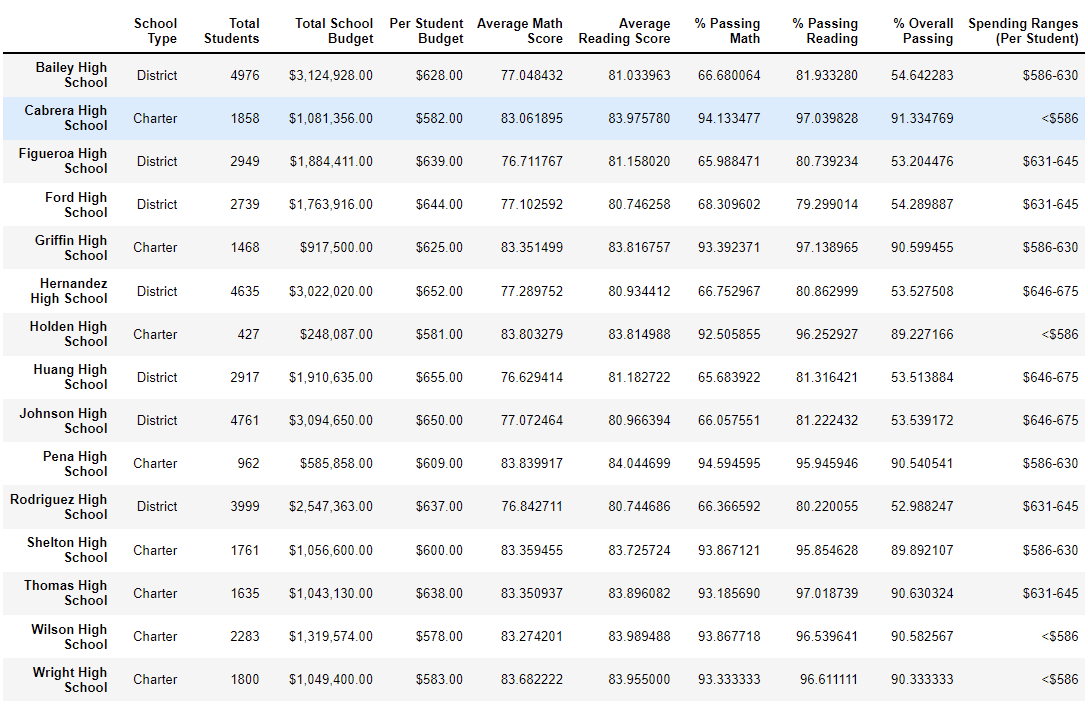 School Type Total Students Total School Budget Per Student Budget Average Math Score Average Reading Score % Passing Math % Passing Reading % Overall Passing Spending Ranges (Per Student)
Bailey High School District 4976 $3,124,928.00 $628.00 77.048432 81.033963 66.680064 81.933280 54.642283 $586-630
Cabrera High School Charter 1858 $1,081,356.00 $582.00 83.061895 83.975780 94.133477 97.039828 91.334769 <$586
Figueroa High School District 2949 $1,884,411.00 $639.00 76.711767 81.158020 65.988471 80.739234 53.204476 $631-645
Ford High School District 2739 $1,763,916.00 $644.00 77.102592 80.746258 68.309602 79.299014 54.289887 $631-645
Griffin High School Charter 1468 $917,500.00 $625.00 83.351499 83.816757 93.392371 97.138965 90.599455 $586-630
Hernandez High School District 4635 $3,022,020.00 $652.00 77.289752 80.934412 66.752967 80.862999 53.527508 $646-675
Holden High School Charter 427 $248,087.00 $581.00 83.803279 83.814988 92.505855 96.252927 89.227166 <$586
Huang High School District 2917 $1,910,635.00 $655.00 76.629414 81.182722 65.683922 81.316421 53.513884 $646-675
Johnson High School District 4761 $3,094,650.00 $650.00 77.072464 80.966394 66.057551 81.222432 53.539172 $646-675
Pena High School Charter 962 $585,858.00 $609.00 83.839917 84.044699 94.594595 95.945946 90.540541 $586-630
Rodriguez High School District 3999 $2,547,363.00 $637.00 76.842711 80.744686 66.366592 80.220055 52.988247 $631-645
Shelton High School Charter 1761 $1,056,600.00 $600.00 83.359455 83.725724 93.867121 95.854628 89.892107 $586-630
Thomas High School Charter 1635 $1,043,130.00 $638.00 83.350937 83.896082 93.185690 97.018739 90.630324 $631-645
Wilson High School Charter 2283 $1,319,574.00 $578.00 83.274201 83.989488 93.867718 96.539641 90.582567 <$586
Wright High School Charter 1800 $1,049,400.00 $583.00 83.682222 83.955000 93.333333 96.611111 90.333333 <$586